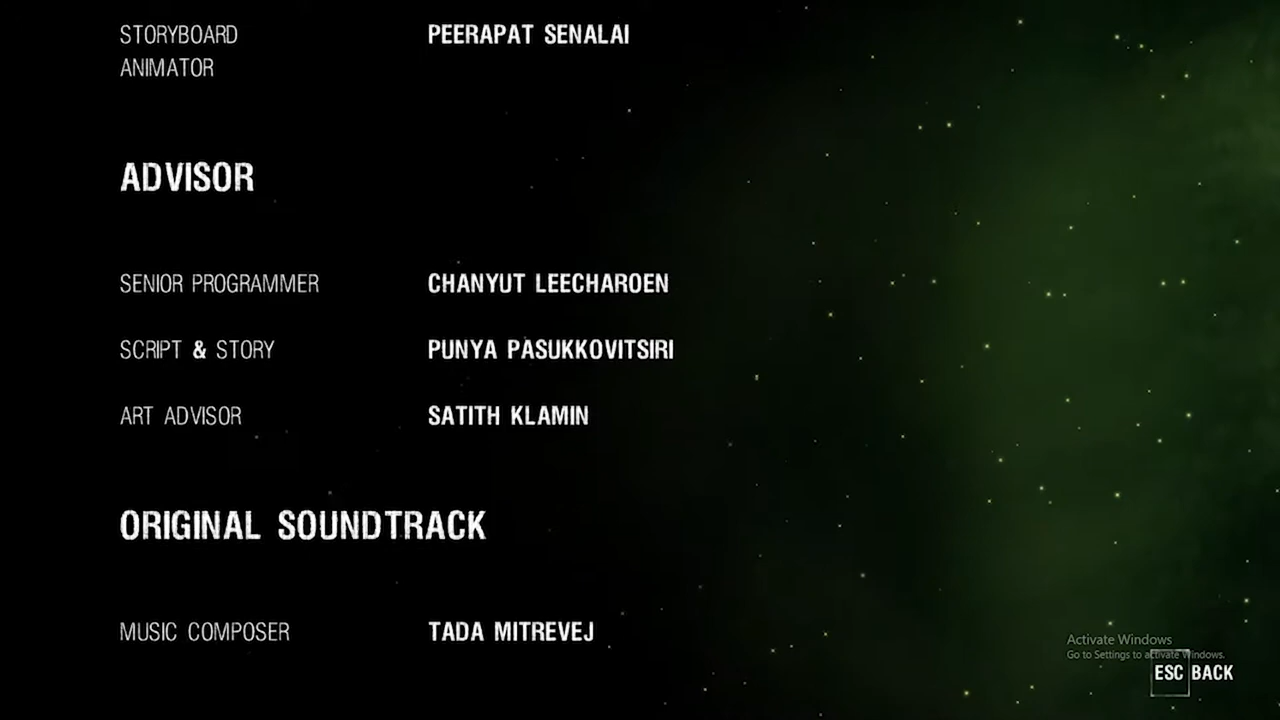 STORYBOARD PEERAPAT SENALAI
ANIMATOR
ADVISOR
SENIOR PROGRAMMER CHANYUT LEECHAROEN
SCRIPT & STORY PUNYA PASUKKOVITSIRI
ART ADVISOR SATITH KLAMIN
ORIGINAL SOUNDTRACK
MUSIC COMPOSER TADA MITREVEJ
Activate Windows
Go to Settings to activate Windows.
ESC BACK